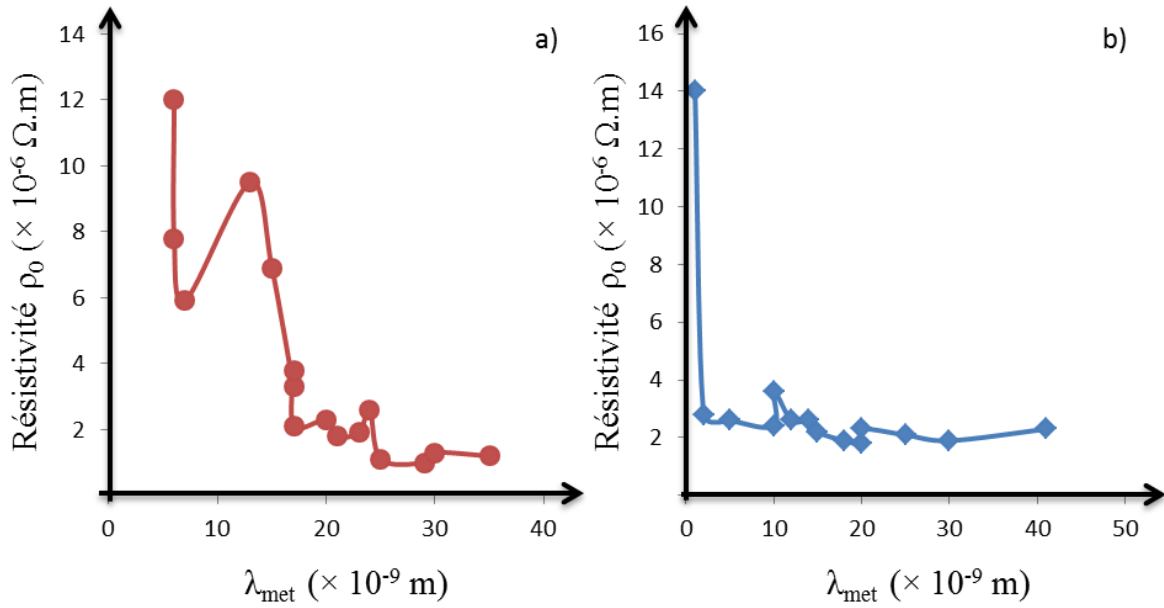 a)
Résistivité ρ₀ (× 10⁻⁶ Ω.m)
14
12
10
8
6
4
2
0 10 20 30 40
λₘₑₜ (× 10⁻⁹ m)
b)
Résistivité ρ₀ (× 10⁻⁶ Ω.m)
16
14
12
10
8
6
4
2
0 10 20 30 40 50
λₘₑₜ (× 10⁻⁹ m)